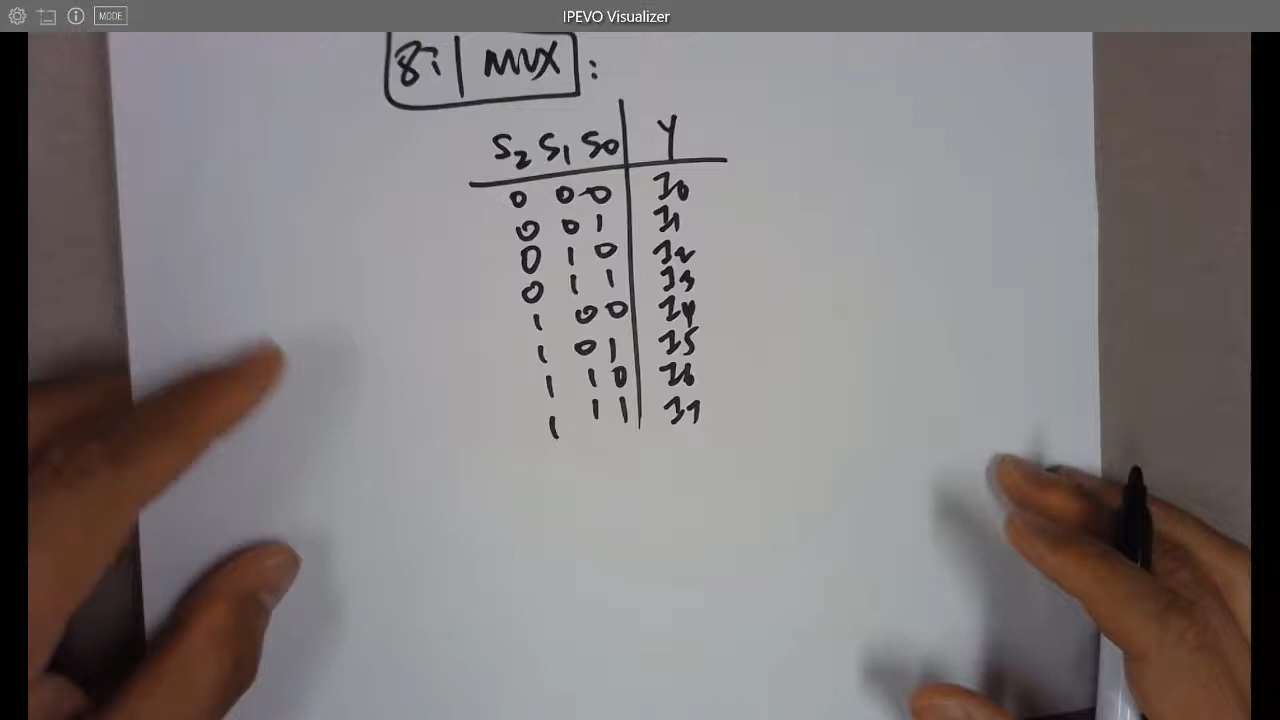 MODE IPEVO Visualizer
8:1 MUX :
S2 S1 S0 Y
0 0 0 I0
0 0 1 I1
0 1 0 I2
0 1 1 I3
1 0 0 I4
1 0 1 I5
1 1 0 I6
1 1 1 I7